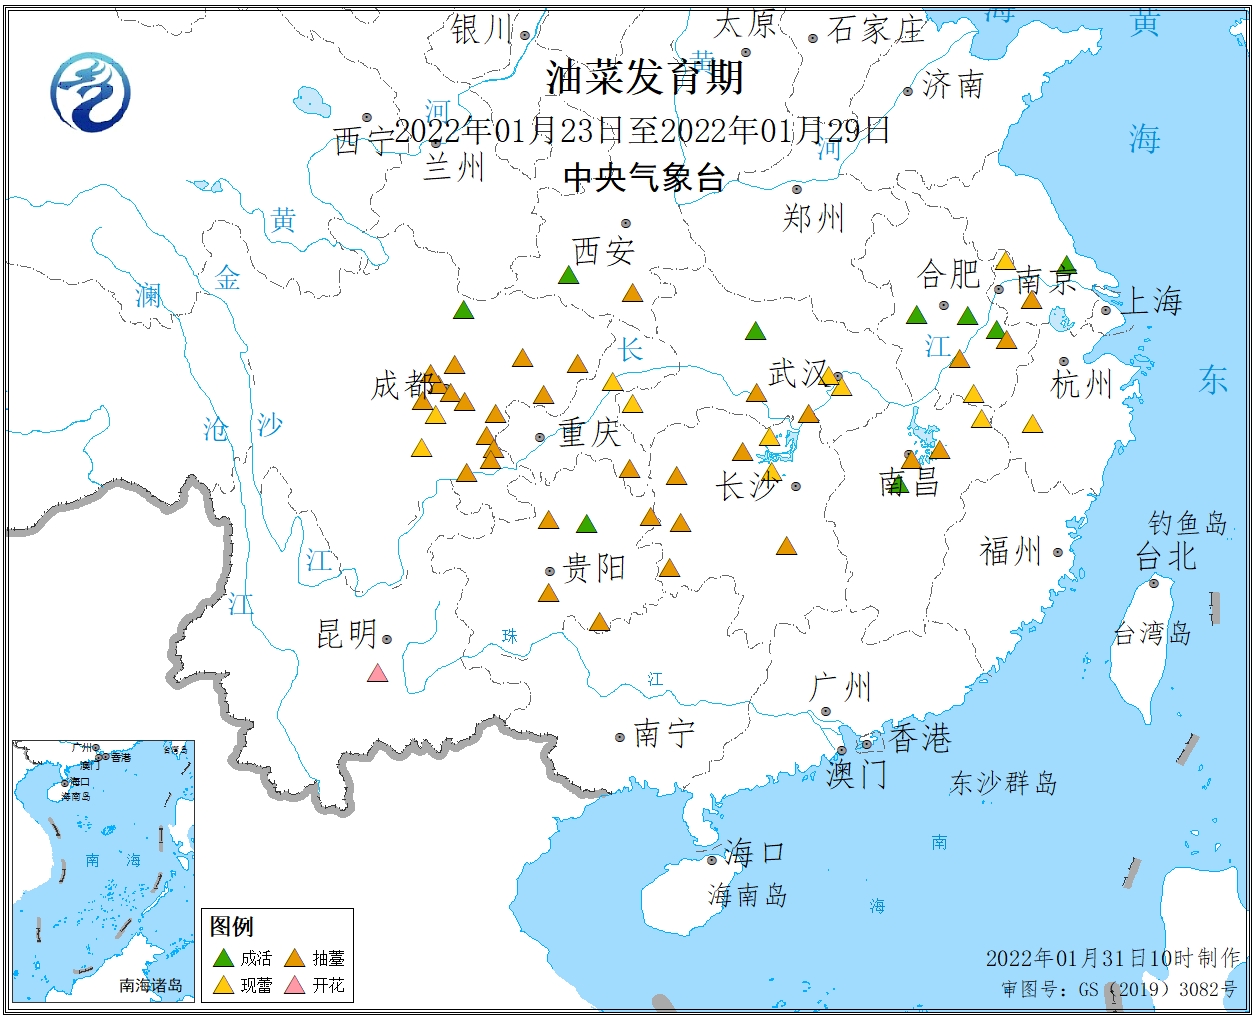 银川
太原
石家庄
海
黄
黄
油菜发育期
济南
河
2022年01月23日至2022年01月29日
西宁
兰州
河
海
中央气象台
郑州
黄
西安
金
澜
合肥
南京
上海
长
江
武汉
成都
杭州
东
沧
沙
重庆
长沙
南昌
钓鱼岛
福州
台北
江
贵阳
江
昆明
珠
台湾岛
江
广州
南宁
香港
澳门
东沙群岛
广州
台湾岛
香港
澳门
海口
海南岛
南
海口
南 海
海南岛
海
图例
成活
抽薹
现蕾
开花
南海诸岛
2022年01月31日10时制作
审图号：GS（2019）3082号